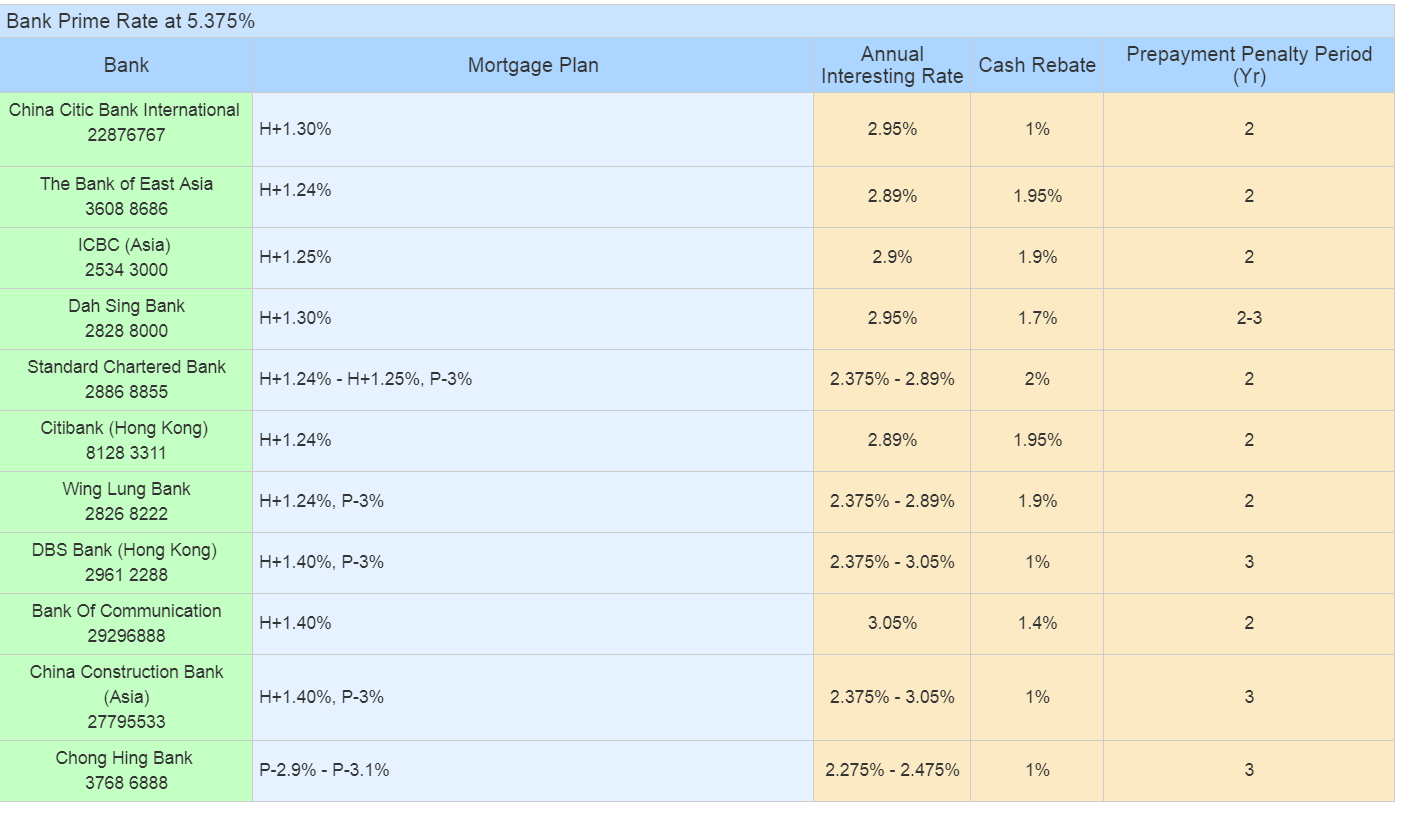 Bank Prime Rate at 5.375%
Bank Mortgage Plan Annual Interesting Rate Cash Rebate Prepayment Penalty Period (Yr)
China Citic Bank International
22876767
H+1.30% 2.95% 1% 2
The Bank of East Asia
3608 8686
H+1.24% 2.89% 1.95% 2
ICBC (Asia)
2534 3000
H+1.25% 2.9% 1.9% 2
Dah Sing Bank
2828 8000
H+1.30% 2.95% 1.7% 2-3
Standard Chartered Bank
2886 8855
H+1.24% - H+1.25%, P-3% 2.375% - 2.89% 2% 2
Citibank (Hong Kong)
8128 3311
H+1.24% 2.89% 1.95% 2
Wing Lung Bank
2826 8222
H+1.24%, P-3% 2.375% - 2.89% 1.9% 2
DBS Bank (Hong Kong)
2961 2288
H+1.40%, P-3% 2.375% - 3.05% 1% 3
Bank Of Communication
29296888
H+1.40% 3.05% 1.4% 2
China Construction Bank
(Asia)
27795533
H+1.40%, P-3% 2.375% - 3.05% 1% 3
Chong Hing Bank
3768 6888
P-2.9% - P-3.1% 2.275% - 2.475% 1% 3